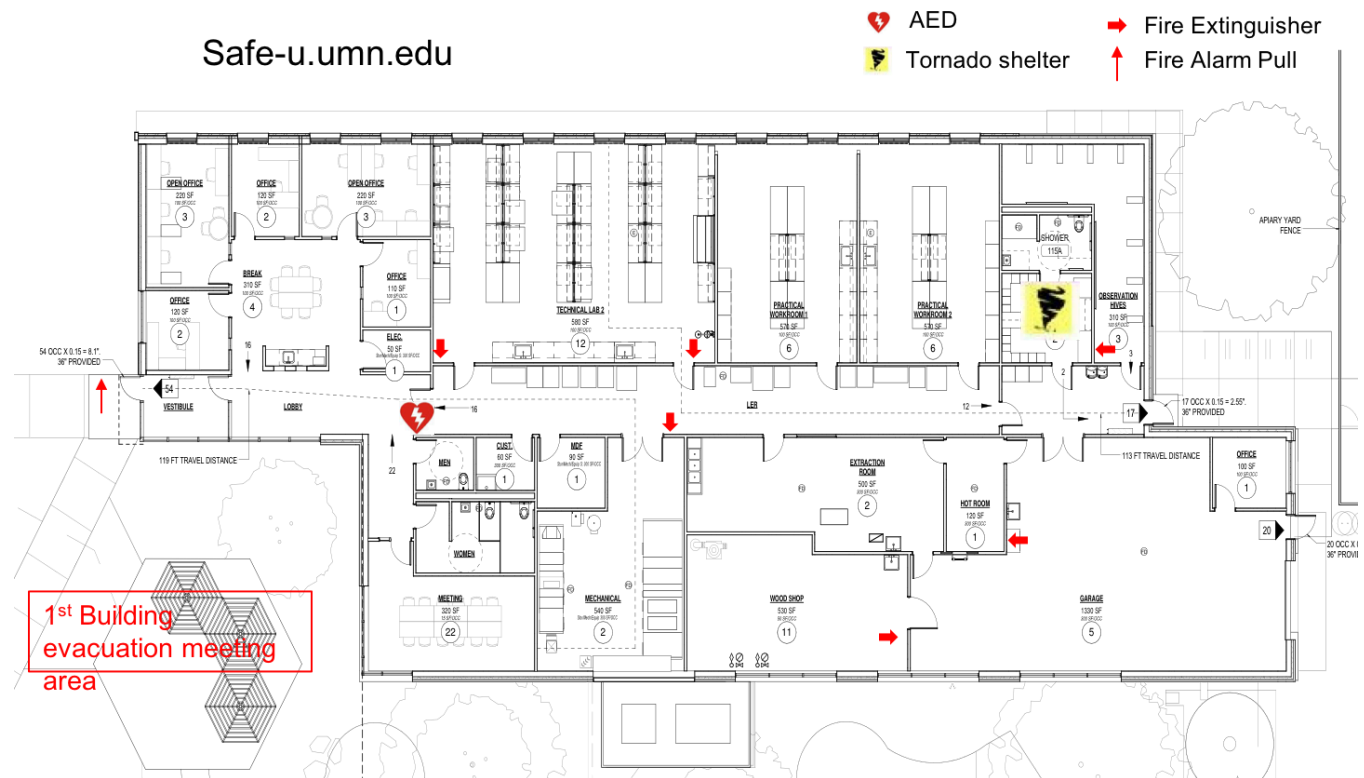 Safe-u.umn.edu
AED
Fire Extinguisher
Tornado shelter
Fire Alarm Pull
OPEN OFFICE
220 SF
3
OFFICE
120 SF
2
OPEN OFFICE
220 SF
3
BREAK
310 SF
4
OFFICE
110 SF
1
OFFICE
120 SF
2
ELEC.
50 SF
1
TECHNICAL LAB 2
580 SF
12
PRACTICAL
WORKROOM 1
570 SF
6
PRACTICAL
WORKROOM 2
570 SF
6
SHOWER
115A
OBSERVATION
HIVES
310 SF
3
APIARY YARD
FENCE
54 OCC X 0.15 = 8.1".
36" PROVIDED
16
54
VESTIBULE
LOBBY
16
LER
12
2
3
17
17 OCC X 0.15 = 2.55".
36" PROVIDED
119 FT TRAVEL DISTANCE
22
113 FT TRAVEL DISTANCE
MEN
CUST.
60 SF
1
MDF
90 SF
1
EXTRACTION
ROOM
500 SF
2
HOT ROOM
120 SF
1
OFFICE
100 SF
1
20
36" PROVI
WOMEN
MEETING
320 SF
22
MECHANICAL
540 SF
2
WOOD SHOP
530 SF
11
GARAGE
1330 SF
5
1st Building
evacuation meeting
area